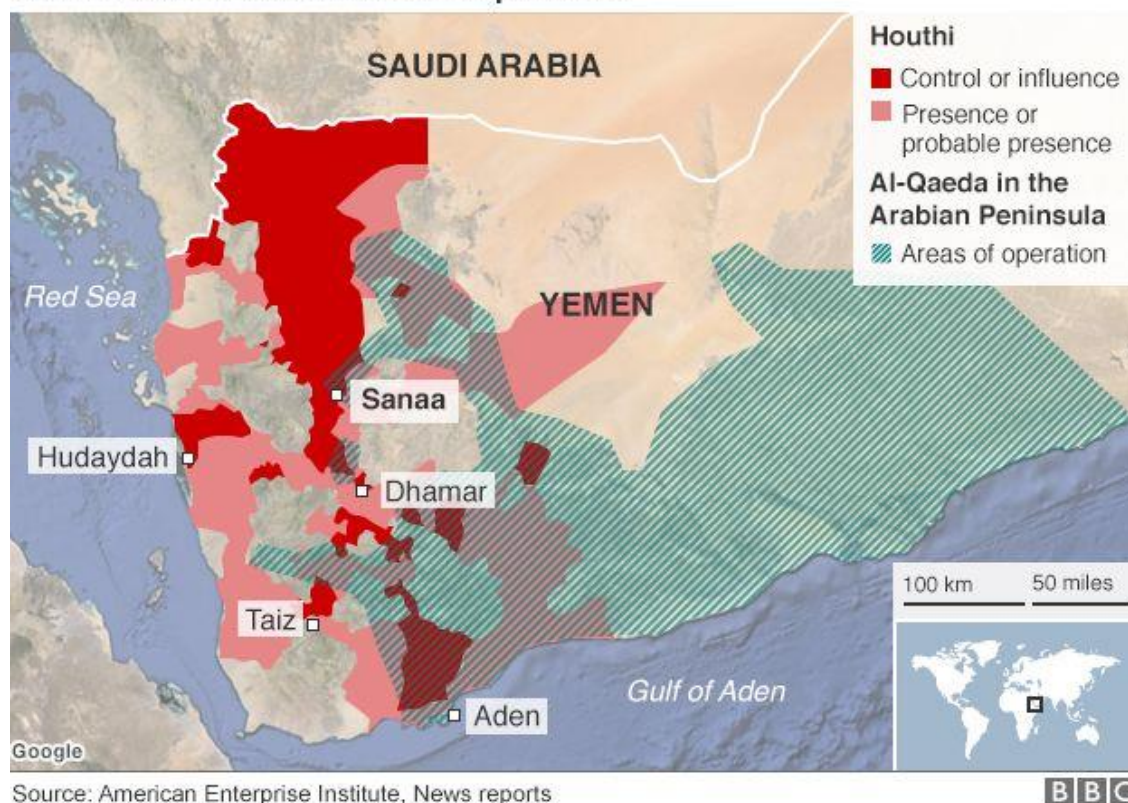 SAUDI ARABIA
Houthi
Control or influence
Presence or
probable presence
Al-Qaeda in the
Arabian Peninsula
Areas of operation
Red Sea
YEMEN
Sanaa
Hudaydah
Dhamar
Taiz
Aden
Gulf of Aden
100 km
50 miles
Google
Source: American Enterprise Institute, News reports
BBC